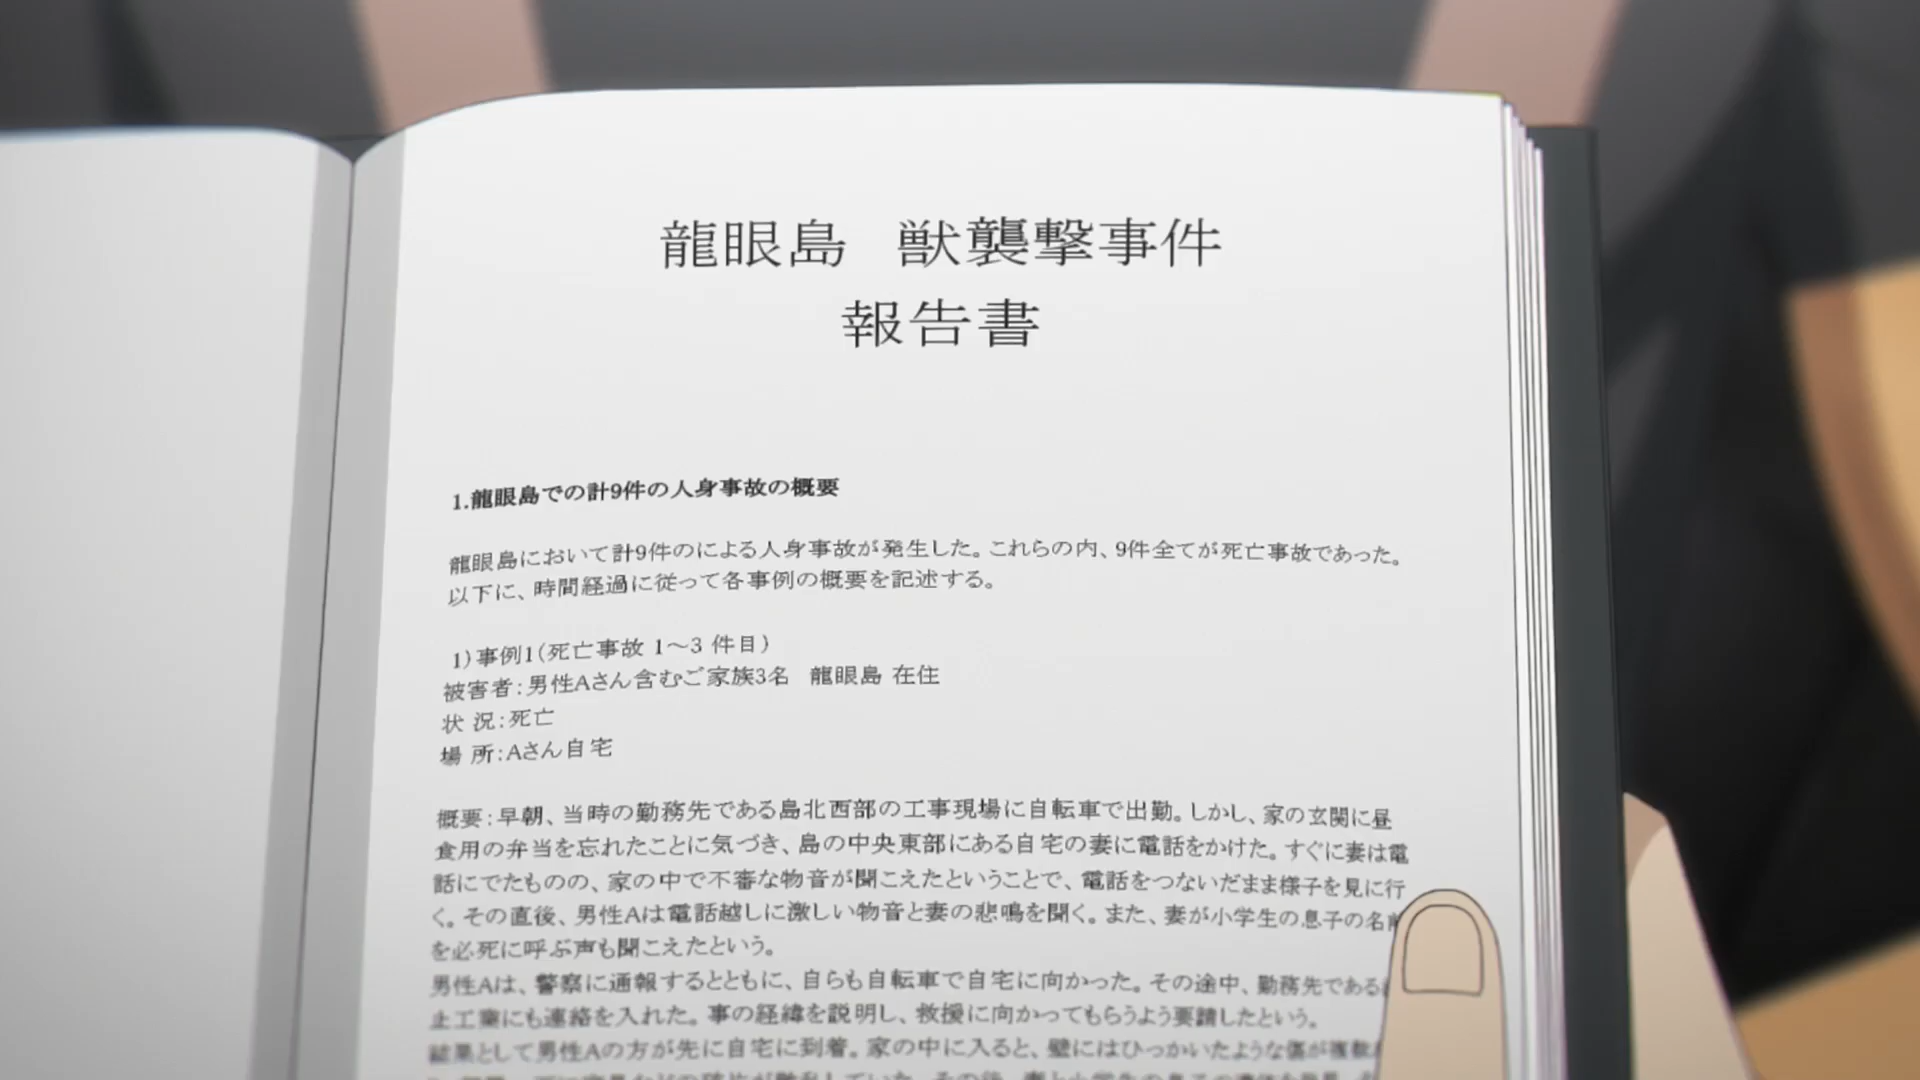 龍眼島 獣襲撃事件
報告書
1.龍眼島での計9件の人身事故の概要
龍眼島において計9件のによる人身事故が発生した。これらの内、9件全てが死亡事故であった。
以下に、時間経過に従って各事例の概要を記述する。
1)事例1(死亡事故 1～3 件目)
被害者:男性Aさん含むご家族3名 龍眼島 在住
状 況:死亡
場 所:Aさん自宅
概要:早朝、当時の勤務先である島北西部の工事現場に自転車で出勤。しかし、家の玄関に昼
食用の弁当を忘れたことに気づき、島の中央東部にある自宅の妻に電話をかけた。すぐに妻は電
話にでたものの、家の中で不審な物音が聞こえたということで、電話をつないだまま様子を見に行
く。その直後、男性Aは電話越しに激しい物音と妻の悲鳴を聞く。また、妻が小学生の息子の名前
を必死に呼ぶ声も聞こえたという。
男性Aは、警察に通報するとともに、自らも自転車で自宅に向かった。その途中、勤務先である
止工業にも連絡を入れた。事の経緯を説明し、救援に向かってもらうよう要請したという。
結果として男性Aの方が先に自宅に到着。家の中に入ると、壁にはひっかいたような傷が複数